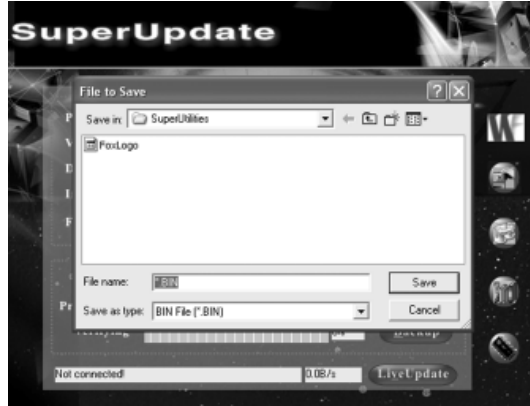 SuperUpdate
File to Save
Save in: SuperUtilities
FoxLogo
File name: *.BIN
Save
Save as type: BIN File (*.BIN)
Cancel
Backup
Not connected! 0.0B/s LiveUpdate